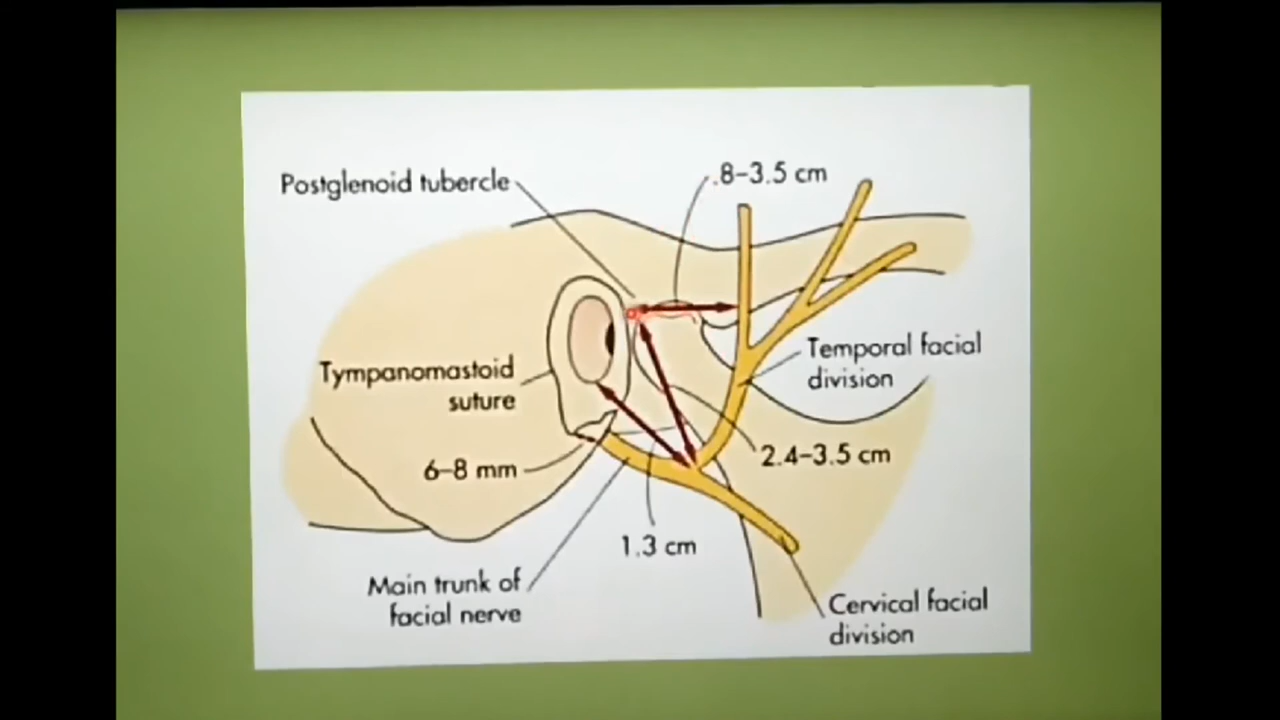 Postglenoid tubercle
.8–3.5 cm
Temporal facial
division
Tympanomastoid
suture
6–8 mm
2.4–3.5 cm
1.3 cm
Main trunk of
facial nerve
Cervical facial
division